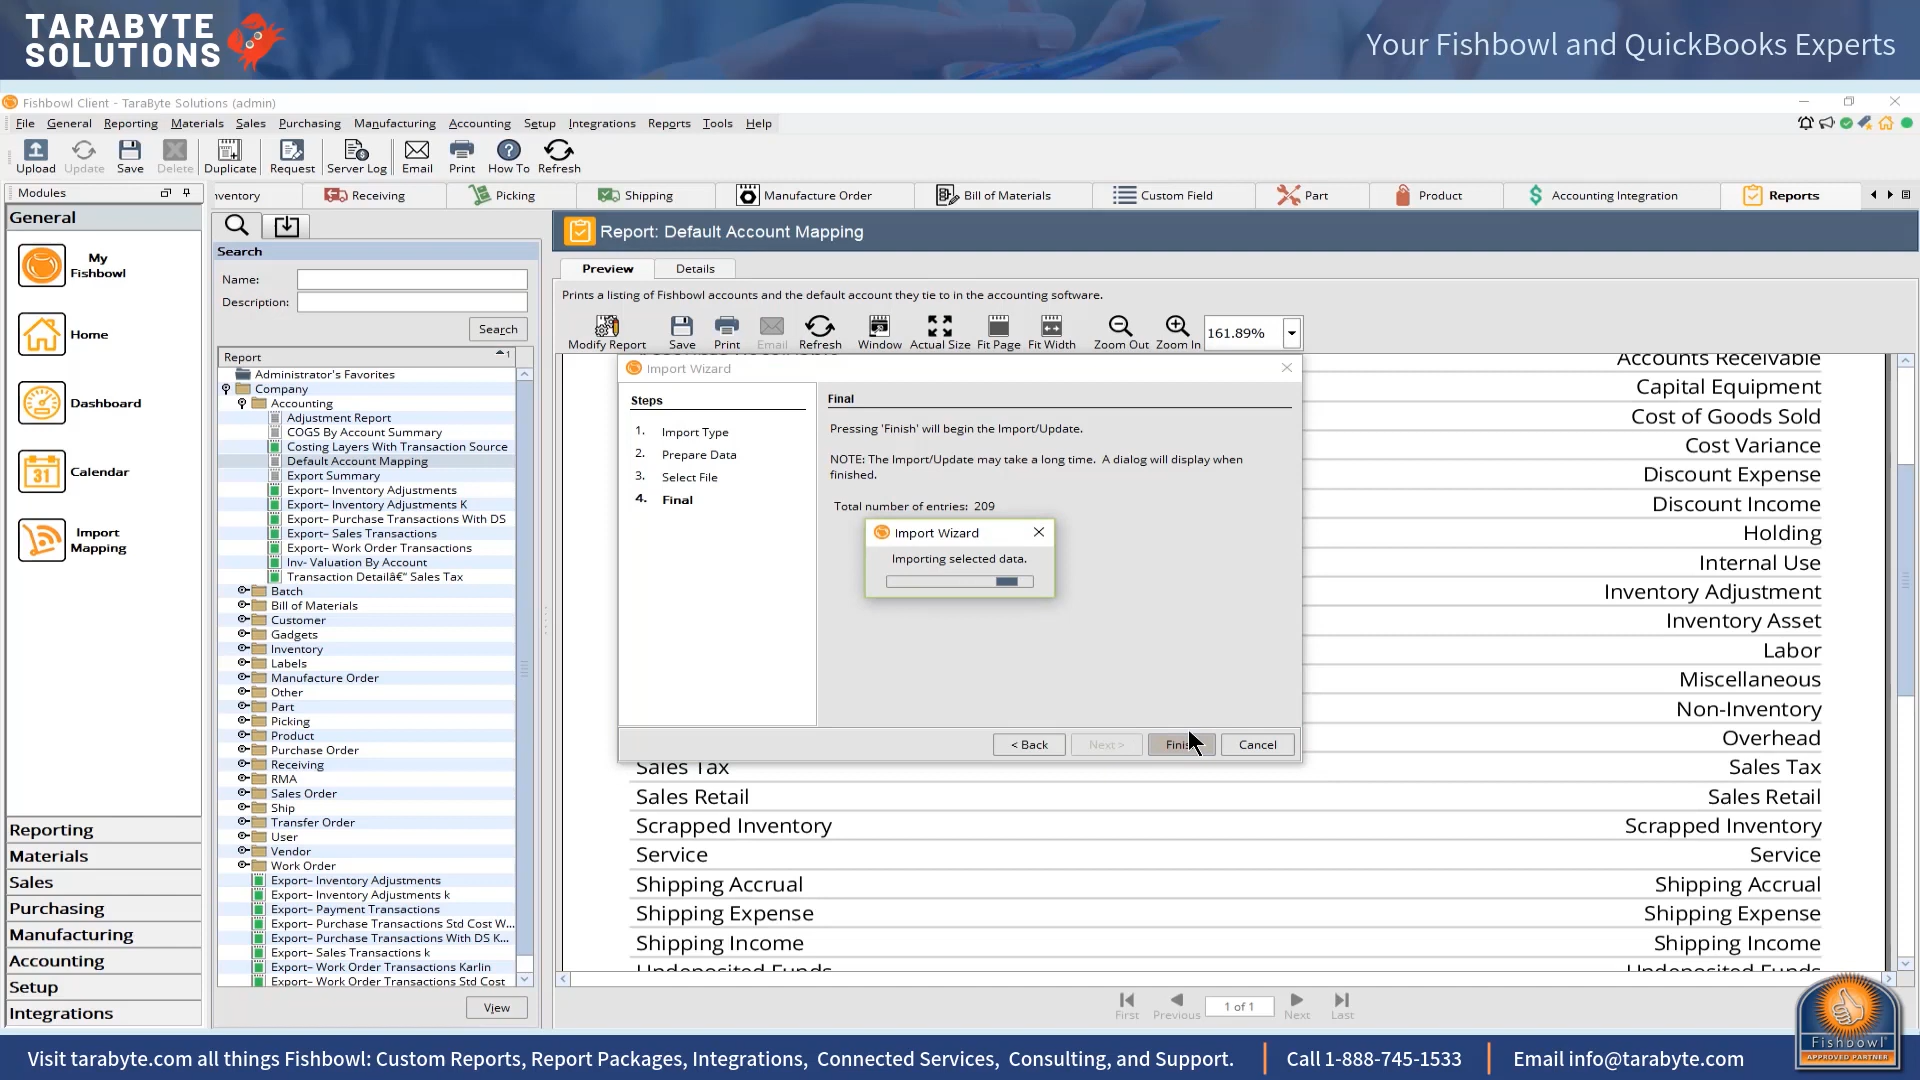 TARABYTE
SOLUTIONS
Your Fishbowl and QuickBooks Experts
Fishbowl Client - TaraByte Solutions (admin)
File General Reporting Materials Sales Purchasing Manufacturing Accounting Setup Integrations Reports Tools Help
Upload Update Save Delete Duplicate Request Server Log Email Print How To Refresh
Modules
nventory Receiving Picking Shipping Manufacture Order Bill of Materials Custom Field Part Product Accounting Integration Reports
General
My
Fishbowl
Home
Dashboard
31
Calendar
Import
Mapping
Reporting
Materials
Sales
Purchasing
Manufacturing
Accounting
Setup
Integrations
Search
Name:
Description:
Search
Report 1
Administrator's Favorites
Company
Accounting
Adjustment Report
COGS By Account Summary
Costing Layers With Transaction Source
Default Account Mapping
Export Summary
Export– Inventory Adjustments
Export– Inventory Adjustments K
Export– Purchase Transactions With DS
Export– Sales Transactions
Export– Work Order Transactions
Inv- Valuation By Account
Transaction Detailâ€“ Sales Tax
Batch
Bill of Materials
Customer
Gadgets
Inventory
Labels
Manufacture Order
Other
Part
Picking
Product
Purchase Order
Receiving
RMA
Sales Order
Ship
Transfer Order
User
Vendor
Work Order
Export– Inventory Adjustments
Export– Inventory Adjustments k
Export– Payment Transactions
Export– Purchase Transactions Std Cost W...
Export– Purchase Transactions With DS K...
Export– Sales Transactions k
Export– Work Order Transactions Karlin
Export– Work Order Transactions Std Cost
View
Report: Default Account Mapping
Preview Details
Prints a listing of Fishbowl accounts and the default account they tie to in the accounting software.
Modify Report Save Print Email Refresh Window Actual Size Fit Page Fit Width Zoom Out Zoom In 161.89%
Accounts Receivable
Capital Equipment
Cost of Goods Sold
Cost Variance
Discount Expense
Discount Income
Holding
Internal Use
Inventory Adjustment
Inventory Asset
Labor
Miscellaneous
Non-Inventory
Overhead
Import Wizard
Steps
1. Import Type
2. Prepare Data
3. Select File
4. Final
Final
Pressing 'Finish' will begin the Import/Update.
NOTE: The Import/Update may take a long time. A dialog will display when
finished.
Total number of entries: 209
Import Wizard
Importing selected data.
< Back Next > Finis Cancel
Sales Tax Sales Tax
Sales Retail Sales Retail
Scrapped Inventory Scrapped Inventory
Service Service
Shipping Accrual Shipping Accrual
Shipping Expense Shipping Expense
Shipping Income Shipping Income
Undeposited Funds Undeposited Funds
First Previous 1 of 1 Next Last
Fishbowl
APPROVED PARTNER
Visit tarabyte.com all things Fishbowl: Custom Reports, Report Packages, Integrations, Connected Services, Consulting, and Support. Call 1-888-745-1533 Email info@tarabyte.com